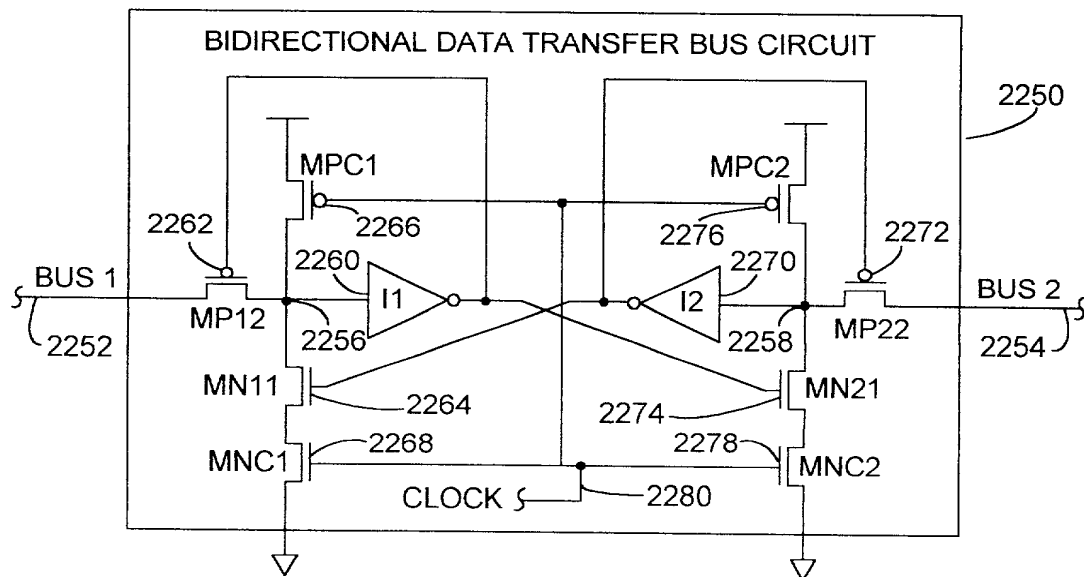 BIDIRECTIONAL DATA TRANSFER BUS CIRCUIT
2250
MPC1
MPC2
2262
2266
2276
2272
BUS 1
2260
I1
I2
2270
BUS 2
MP12
2256
2258
MP22
2252
2254
MN11
2264
2274
MN21
MNC1
2268
2278
MNC2
CLOCK
2280